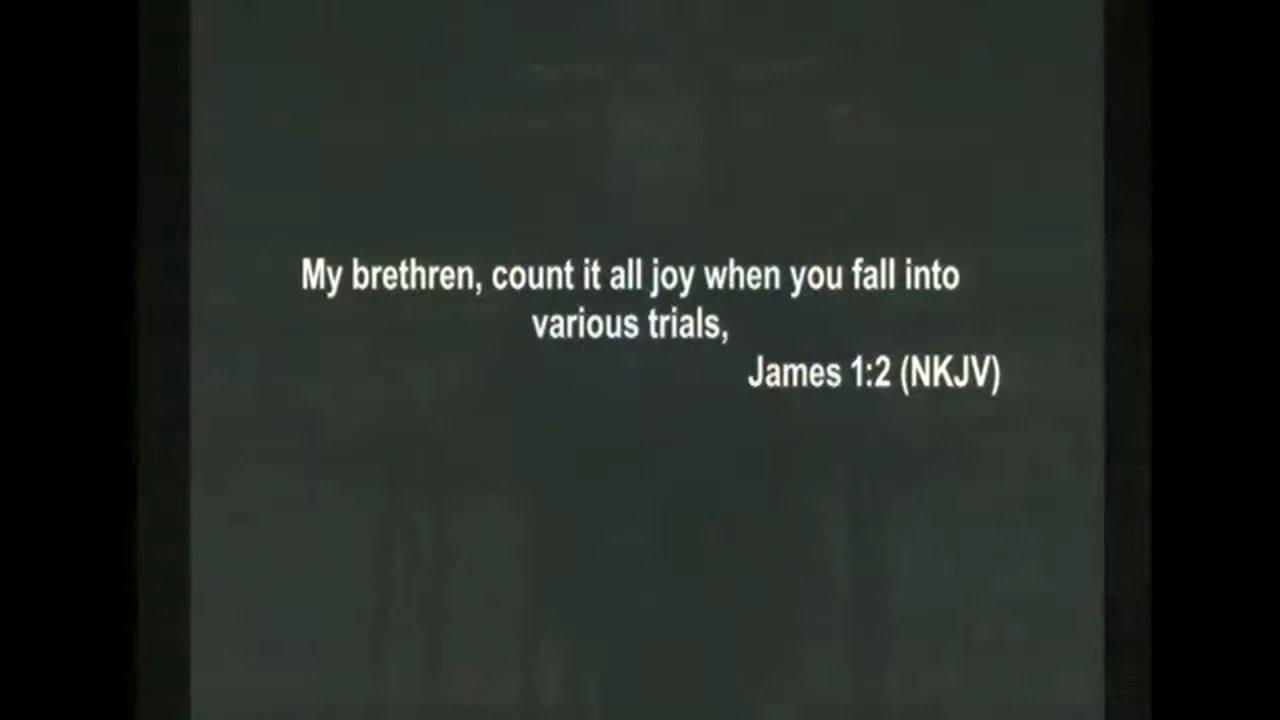 My brethren, count it all joy when you fall into
various trials,
James 1:2 (NKJV)